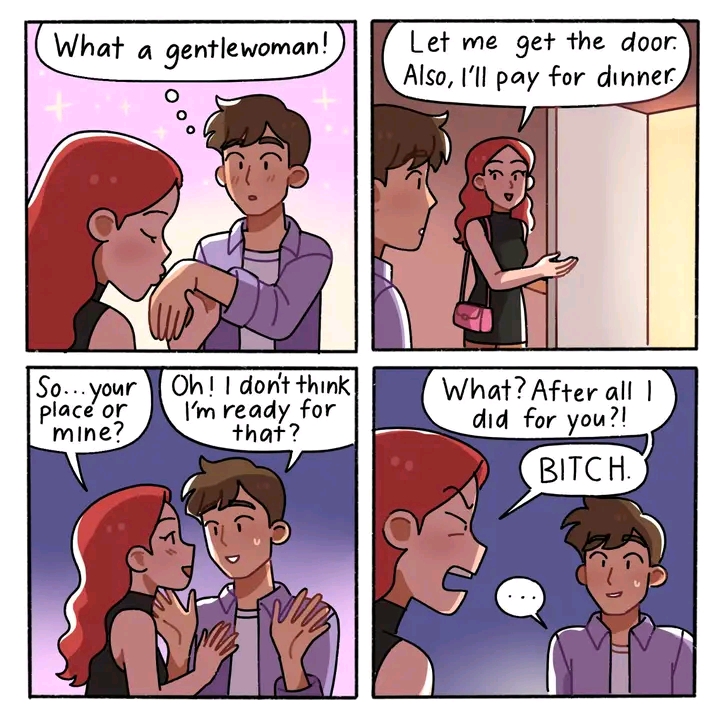 What a gentlewoman!
Let me get the door.
Also, I'll pay for dinner.
So...your
place or
mine?
Oh! I don't think
I'm ready for
that?
What? After all I
did for you?!
BITCH.
...